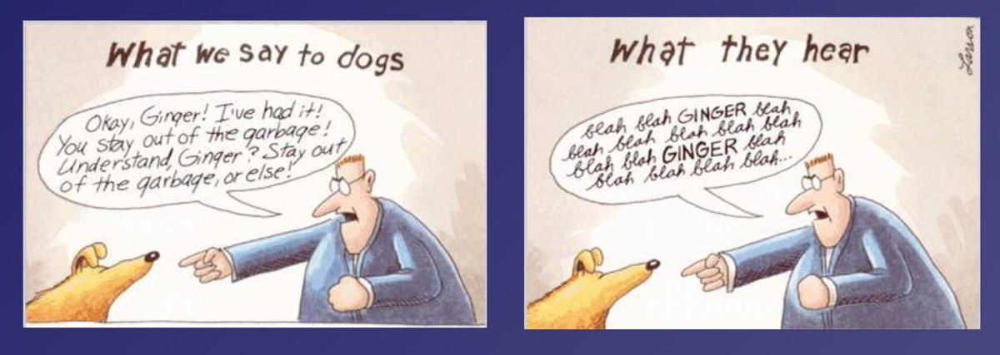 What we say to dogs
Okay, Ginger! I've had it!
You stay out of the garbage!
Understand, Ginger? Stay out
of the garbage, or else!
What they hear
Larson
blah blah GINGER blah
blah blah blah blah blah
blah blah GINGER blah
blah blah blah blah...